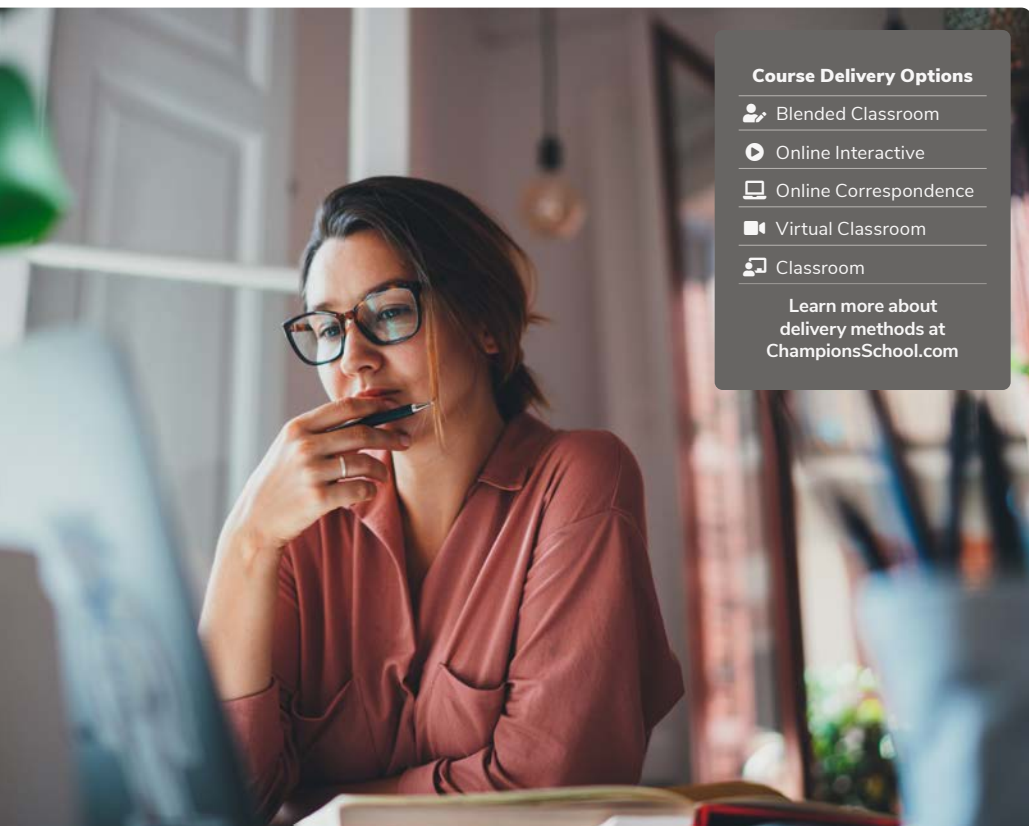 Course Delivery Options
Blended Classroom
Online Interactive
Online Correspondence
Virtual Classroom
Classroom
Learn more about
delivery methods at
ChampionsSchool.com